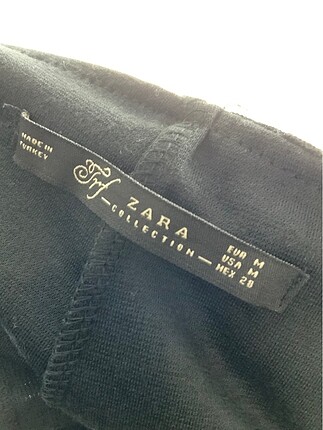 MADE IN
TURKEY
Trf
ZARA
COLLECTION
EUR M
USA M
MEX 28